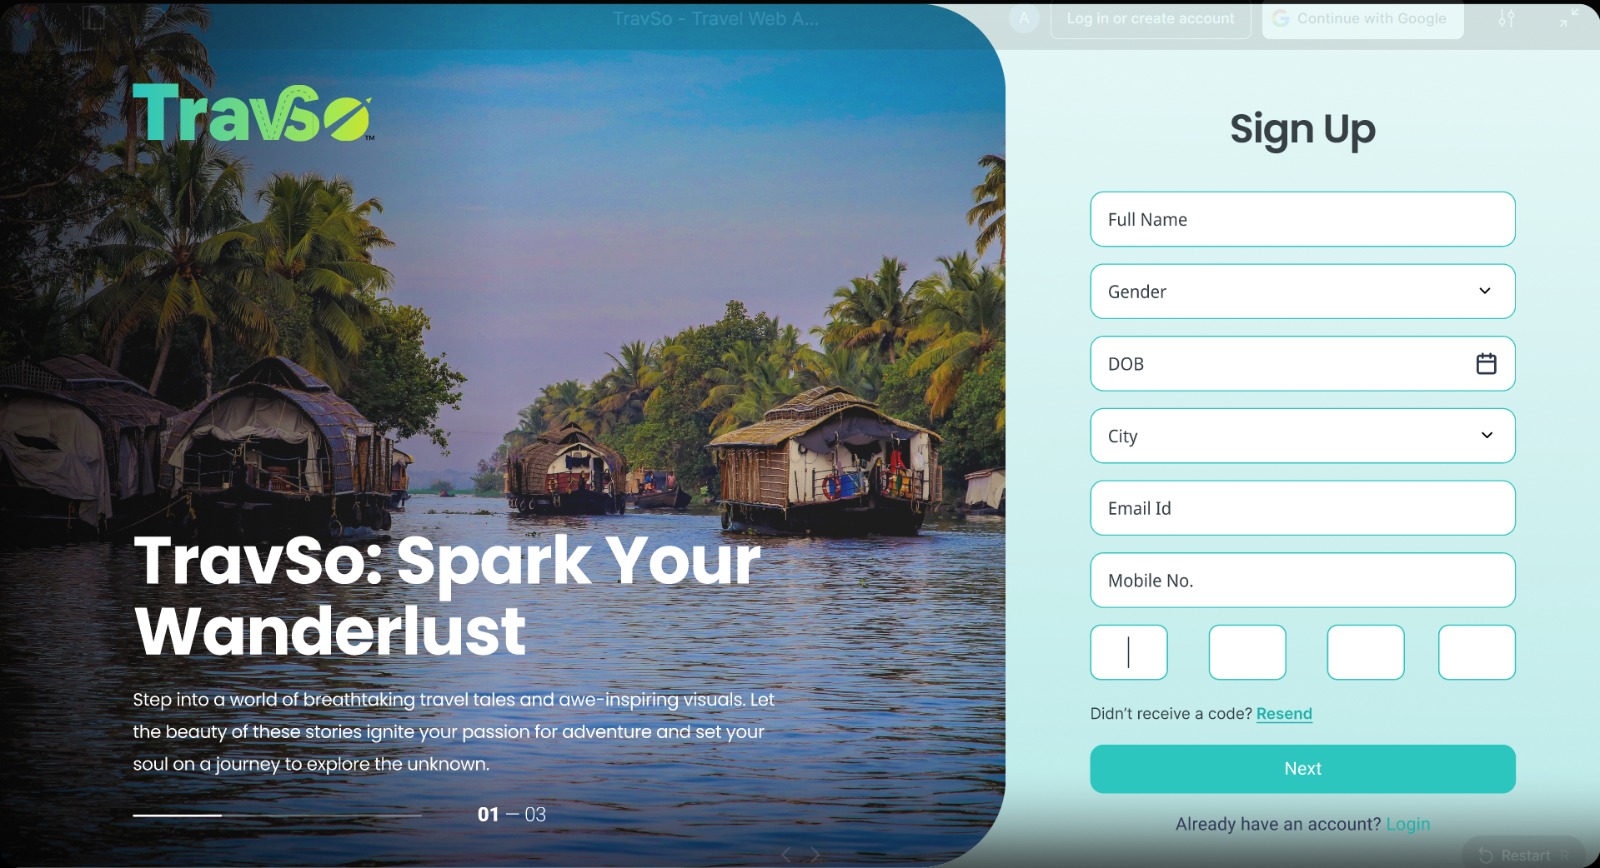 TravSo - Travel Web A...
A
Log in or create account
Continue with Google
TravSo™
TravSo: Spark Your
Wanderlust
Step into a world of breathtaking travel tales and awe-inspiring visuals. Let
the beauty of these stories ignite your passion for adventure and set your
soul on a journey to explore the unknown.
01 — 03
Sign Up
Full Name
Gender
DOB
City
Email Id
Mobile No.
Didn’t receive a code? Resend
Next
Already have an account? Login
Restart R